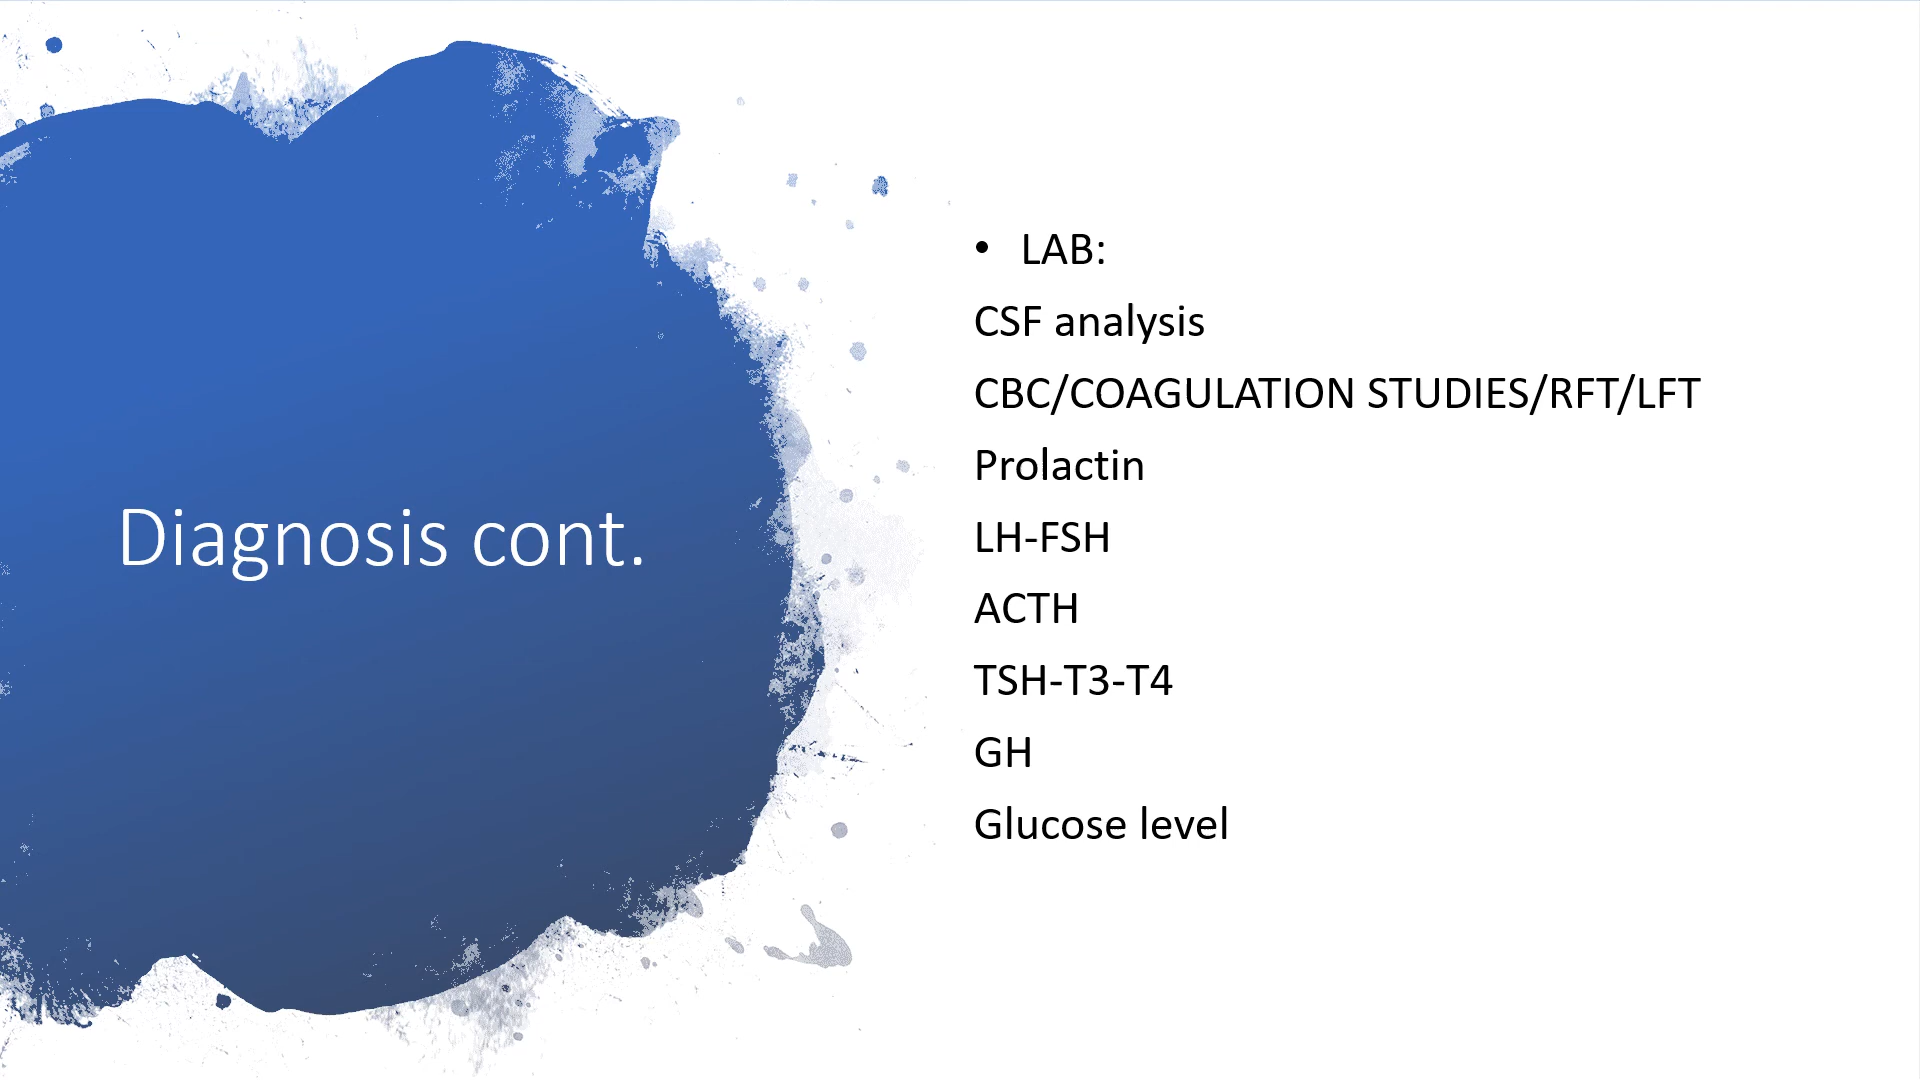 Diagnosis cont.
• LAB:
CSF analysis
CBC/COAGULATION STUDIES/RFT/LFT
Prolactin
LH-FSH
ACTH
TSH-T3-T4
GH
Glucose level